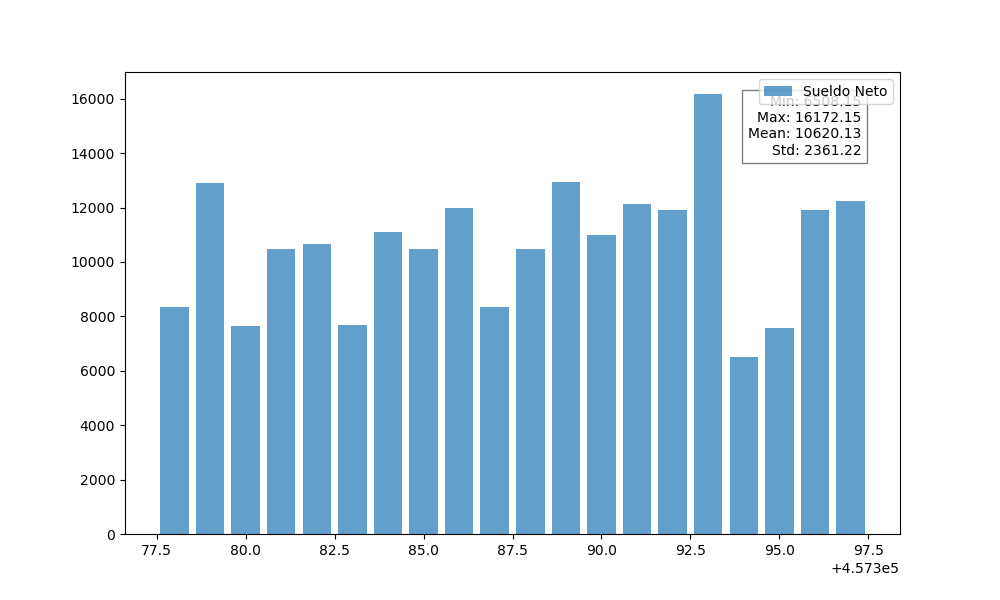 Sueldo Neto
Min: 6508.15
Max: 16172.15
Mean: 10620.13
Std: 2361.22
16000
14000
12000
10000
8000
6000
4000
2000
0
77.5 80.0 82.5 85.0 87.5 90.0 92.5 95.0 97.5
+4.573e5